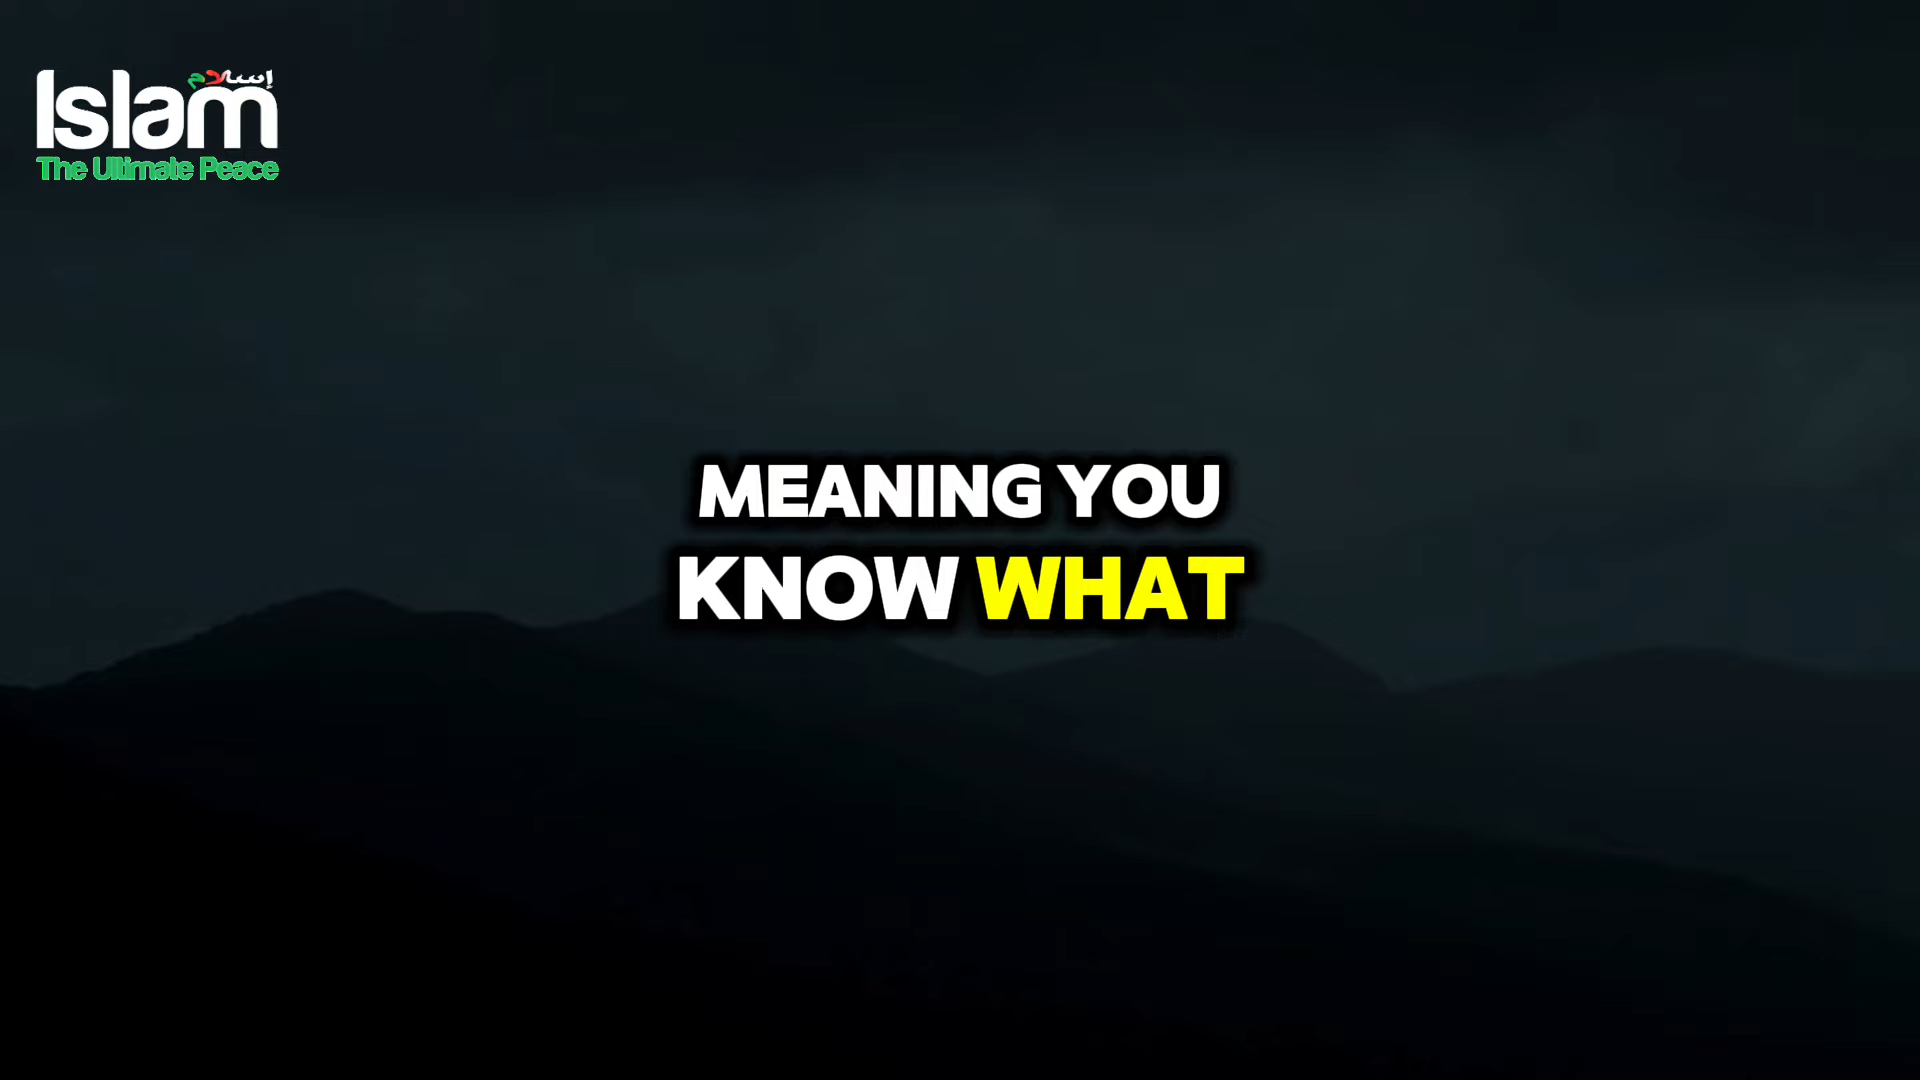 إسلام
Islam
The Ultimate Peace
MEANING YOU
KNOW WHAT